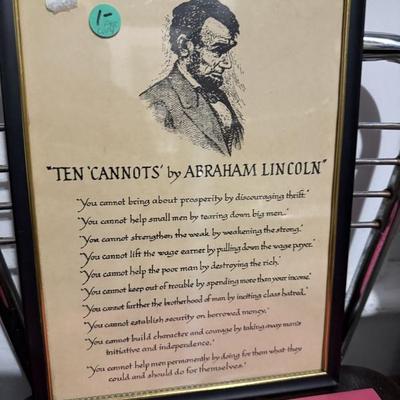 1-
"TEN 'CANNOTS' by ABRAHAM LINCOLN"
"You cannot bring about prosperity by discouraging thrift."
"You cannot help small men by tearing down big men."
"You cannot strengthen the weak by weakening the strong."
"You cannot lift the wage earner by pulling down the wage payer."
"You cannot help the poor man by destroying the rich."
"You cannot keep out of trouble by spending more than your income."
"You cannot further the brotherhood of man by inciting class hatred."
"You cannot establish security on borrowed money."
"You cannot build character and courage by taking away man's
initiative and independence."
"You cannot help men permanently by doing for them what they
could and should do for themselves."